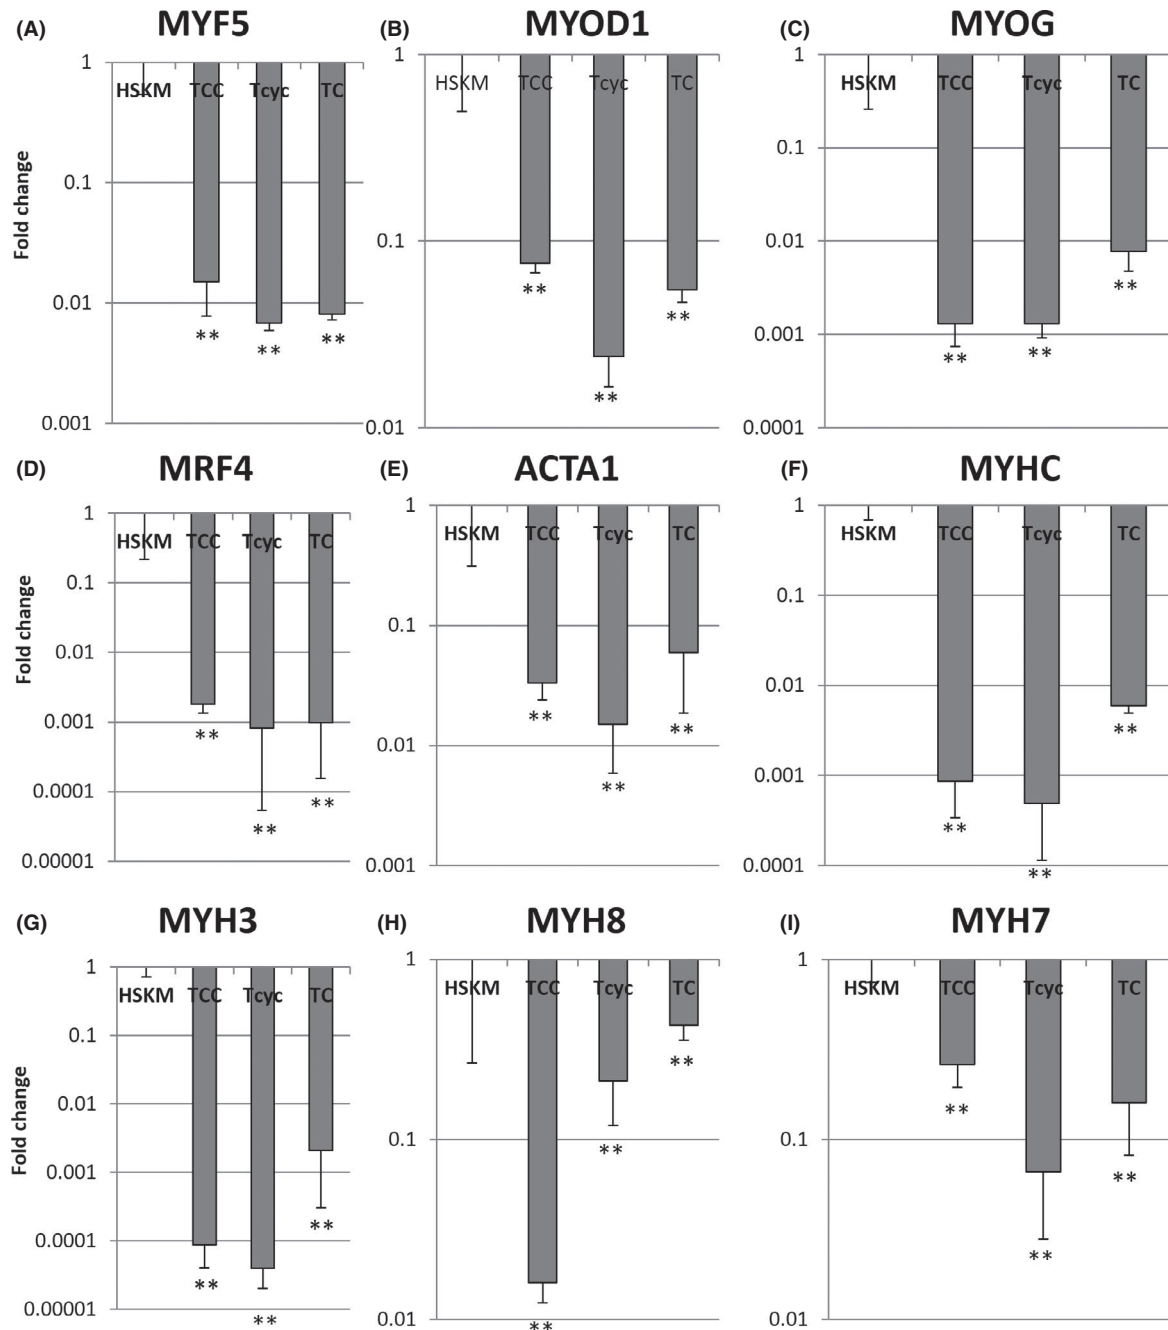 (A) MYF5
1
0.1
0.01
0.001
Fold change
HSKM TCC Tcyc TC
** ** **
(B) MYOD1
1
0.1
0.01
HSKM TCC Tcyc TC
** ** **
(C) MYOG
1
0.1
0.01
0.001
0.0001
HSKM TCC Tcyc TC
** ** **
(D) MRF4
1
0.1
0.01
0.001
0.0001
0.00001
Fold change
HSKM TCC Tcyc TC
** ** **
(E) ACTA1
1
0.1
0.01
0.001
HSKM TCC Tcyc TC
** ** **
(F) MYHC
1
0.1
0.01
0.001
0.0001
HSKM TCC Tcyc TC
** ** **
(G) MYH3
1
0.1
0.01
0.001
0.0001
0.00001
Fold change
HSKM TCC Tcyc TC
** ** **
(H) MYH8
1
0.1
0.01
HSKM TCC Tcyc TC
** ** **
(I) MYH7
1
0.1
0.01
HSKM TCC Tcyc TC
** ** **